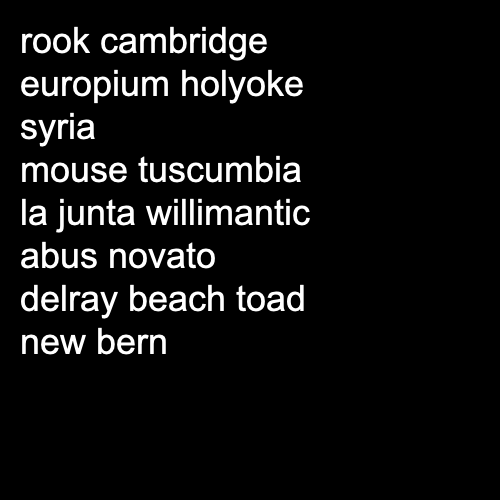 rook cambridge
europium holyoke
syria
mouse tuscumbia
la junta willimantic
abus novato
delray beach toad
new bern